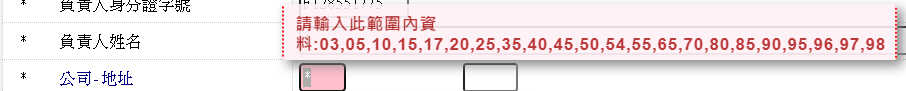 * 負責人身分證字號
請輸入此範圍內資
料:03,05,10,15,17,20,25,35,40,45,50,54,55,65,70,80,85,90,95,96,97,98
* 負責人姓名
* 公司-地址 *